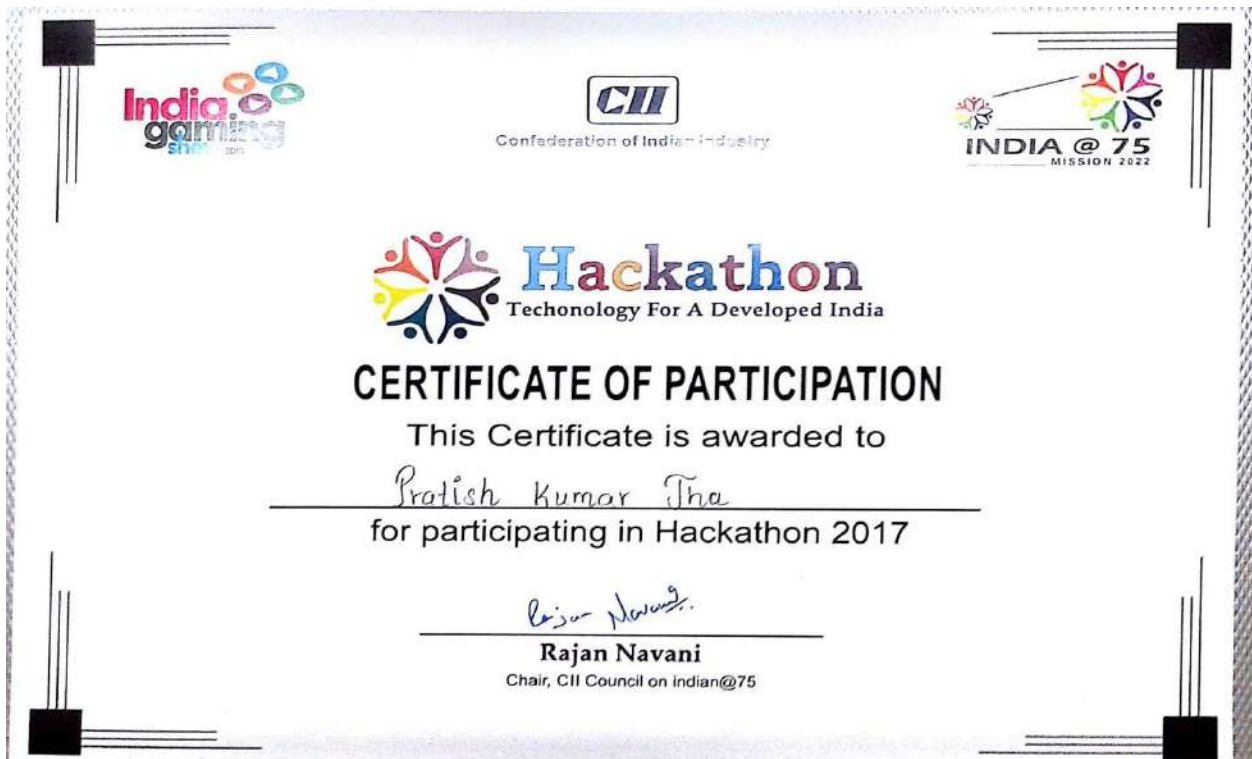 India
gaming
show
CII
Confederation of Indian Industry
INDIA @ 75
MISSION 2022
Hackathon
Techonology For A Developed India
CERTIFICATE OF PARTICIPATION
This Certificate is awarded to
Pratish Kumar Jha
for participating in Hackathon 2017
Rajan Navani
Rajan Navani
Chair, CII Council on indian@75